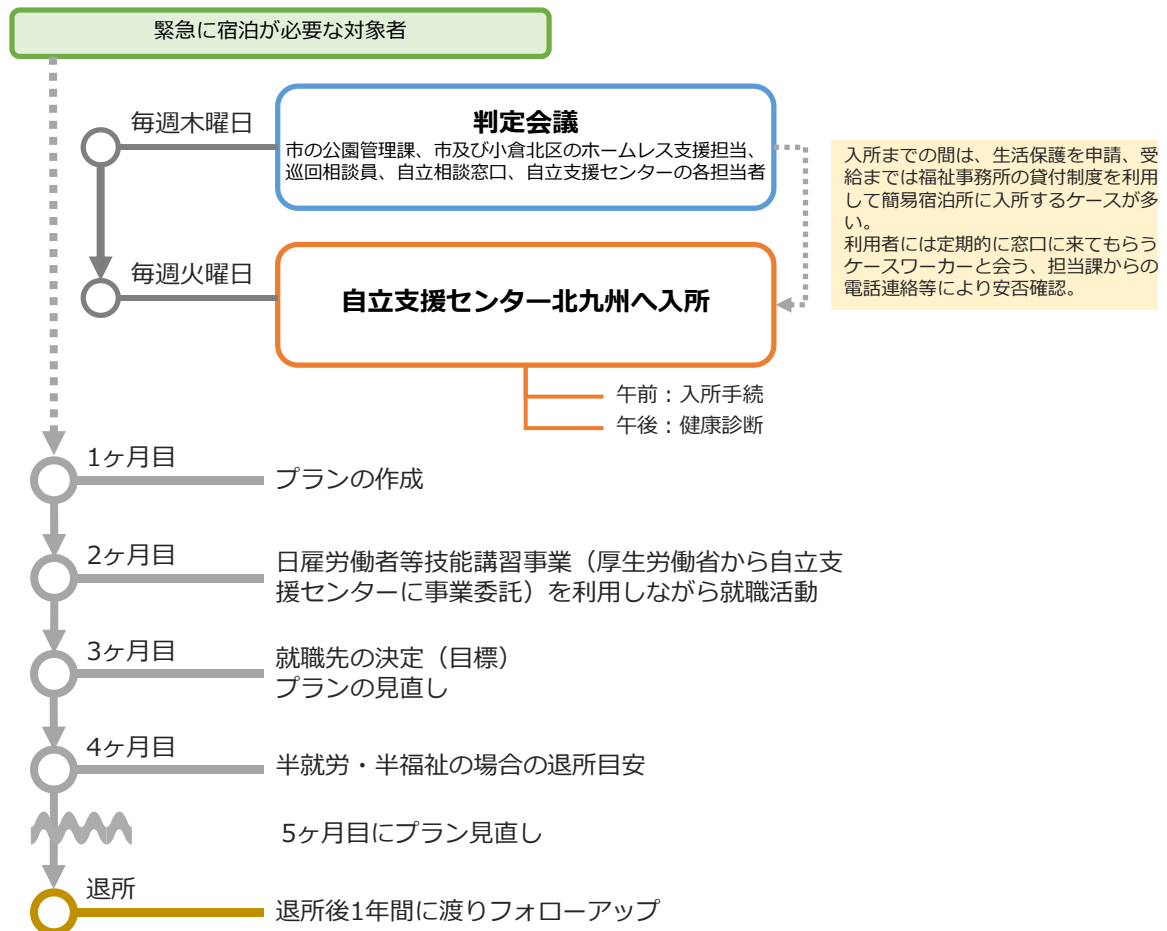 緊急に宿泊が必要な対象者
毎週木曜日
判定会議
市の公園管理課、市及び小倉北区のホームレス支援担当、
巡回相談員、自立相談窓口、自立支援センターの各担当者
入所までの間は、生活保護を申請、受
給までは福祉事務所の貸付制度を利用
して簡易宿泊所に入所するケースが多
い。
利用者には定期的に窓口に来てもらう
ケースワーカーと会う、担当課からの
電話連絡等により安否確認。
毎週火曜日
自立支援センター北九州へ入所
午前：入所手続
午後：健康診断
1ヶ月目
プランの作成
2ヶ月目
日雇労働者等技能講習事業（厚生労働省から自立支
援センターに事業委託）を利用しながら就職活動
3ヶ月目
就職先の決定（目標）
プランの見直し
4ヶ月目
半就労・半福祉の場合の退所目安
5ヶ月目にプラン見直し
退所
退所後1年間に渡りフォローアップ